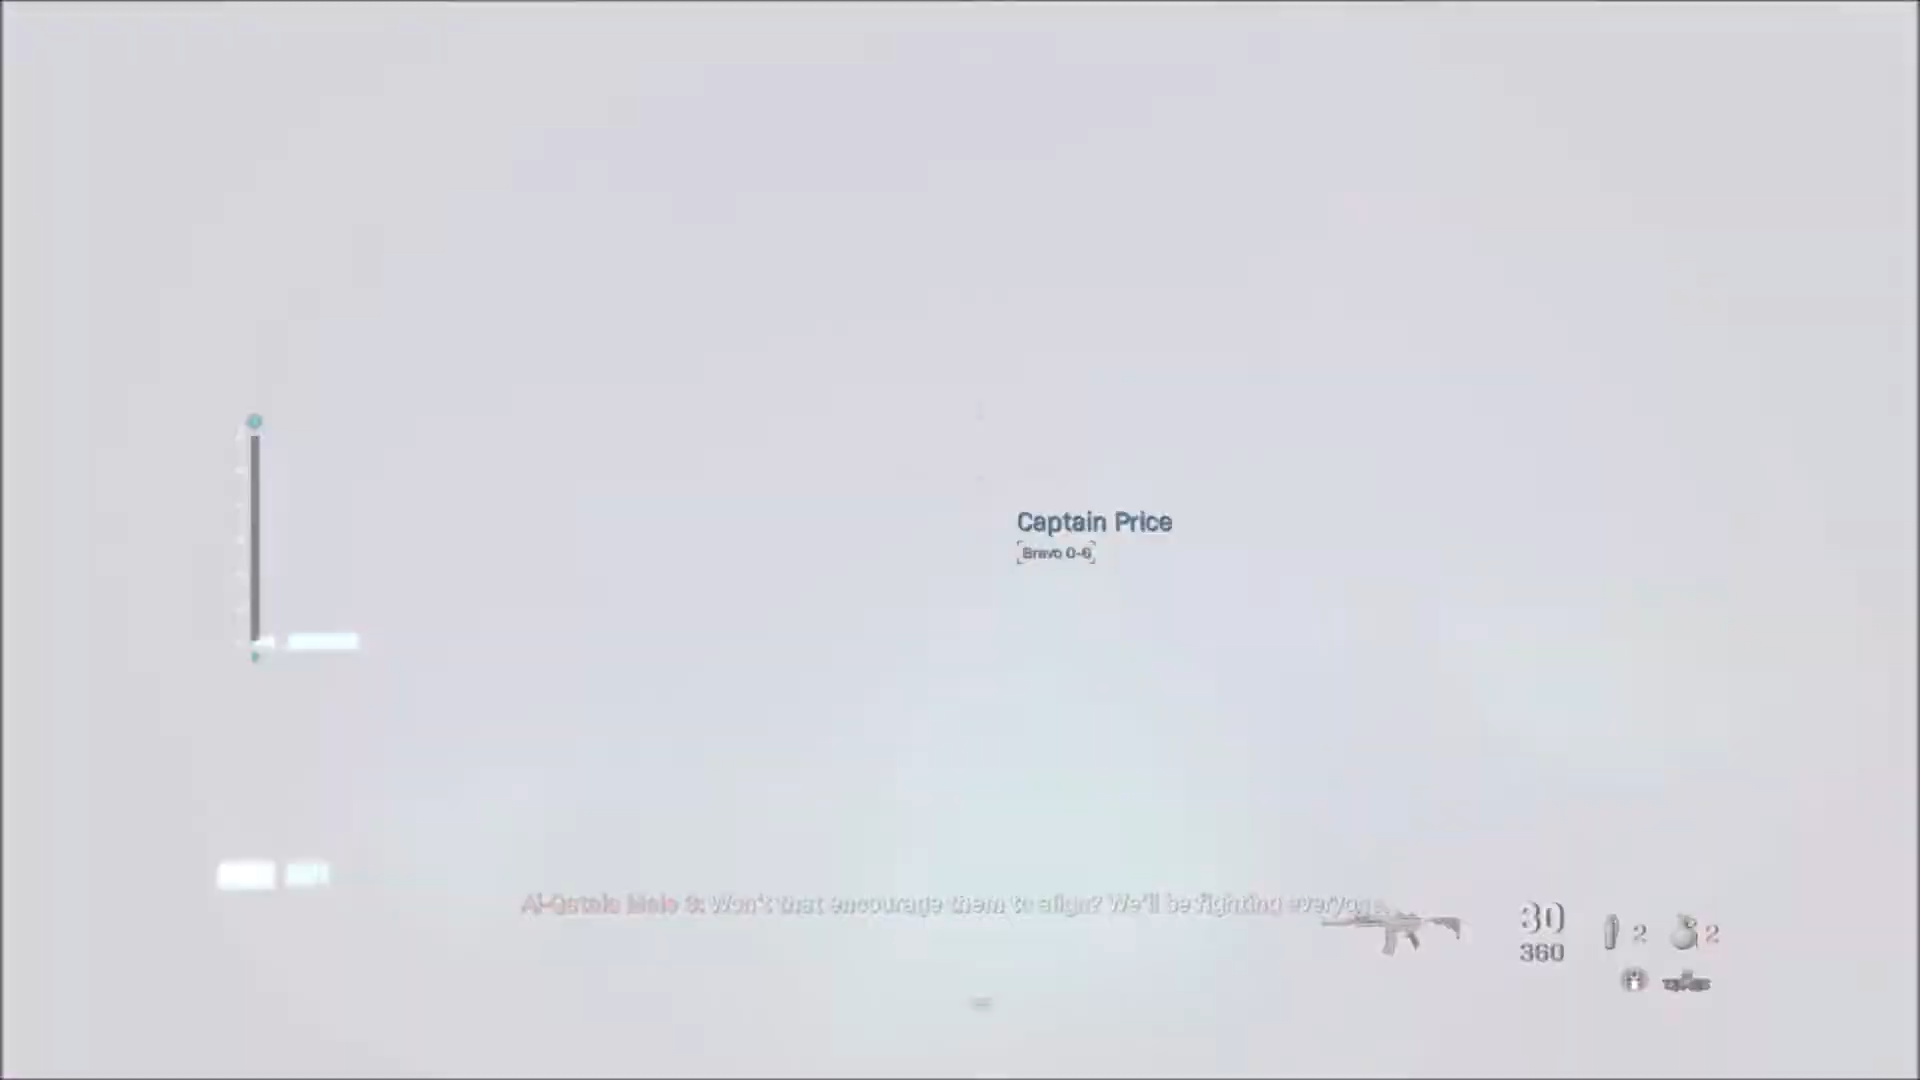 Captain Price
Bravo 0-6
Al-Qatala Male 9: Won't that encourage them to align? We'll be fighting everyone.
30
360
2
2